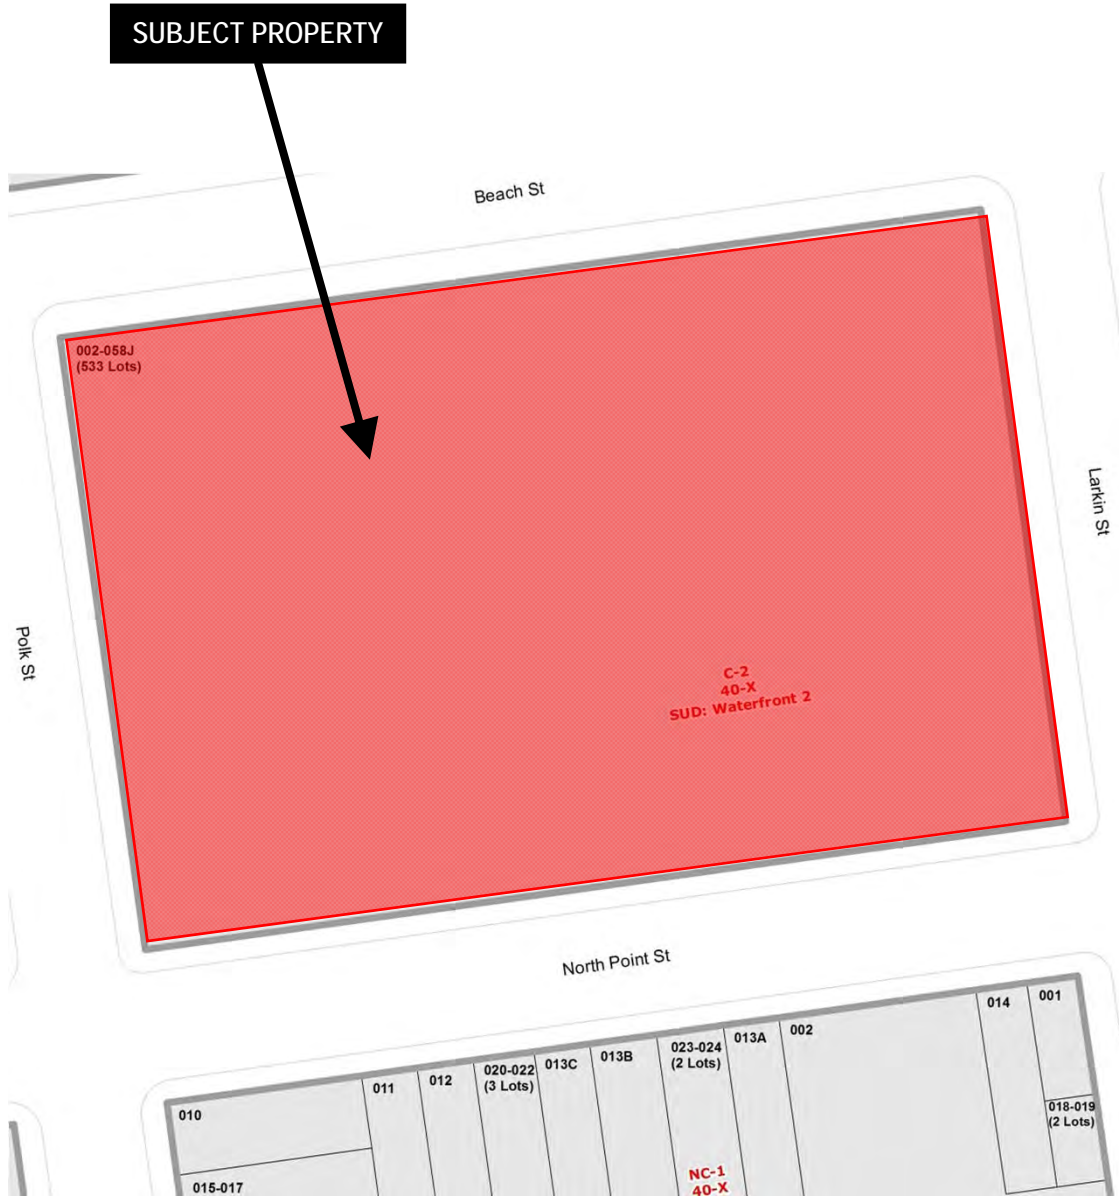 SUBJECT PROPERTY
Beach St
002-058J
(533 Lots)
Larkin St
Polk St
C-2
40-X
SUD: Waterfront 2
North Point St
010
011
012
020-022
(3 Lots)
013C
013B
023-024
(2 Lots)
013A
002
014
001
018-019
(2 Lots)
015-017
NC-1
40-X